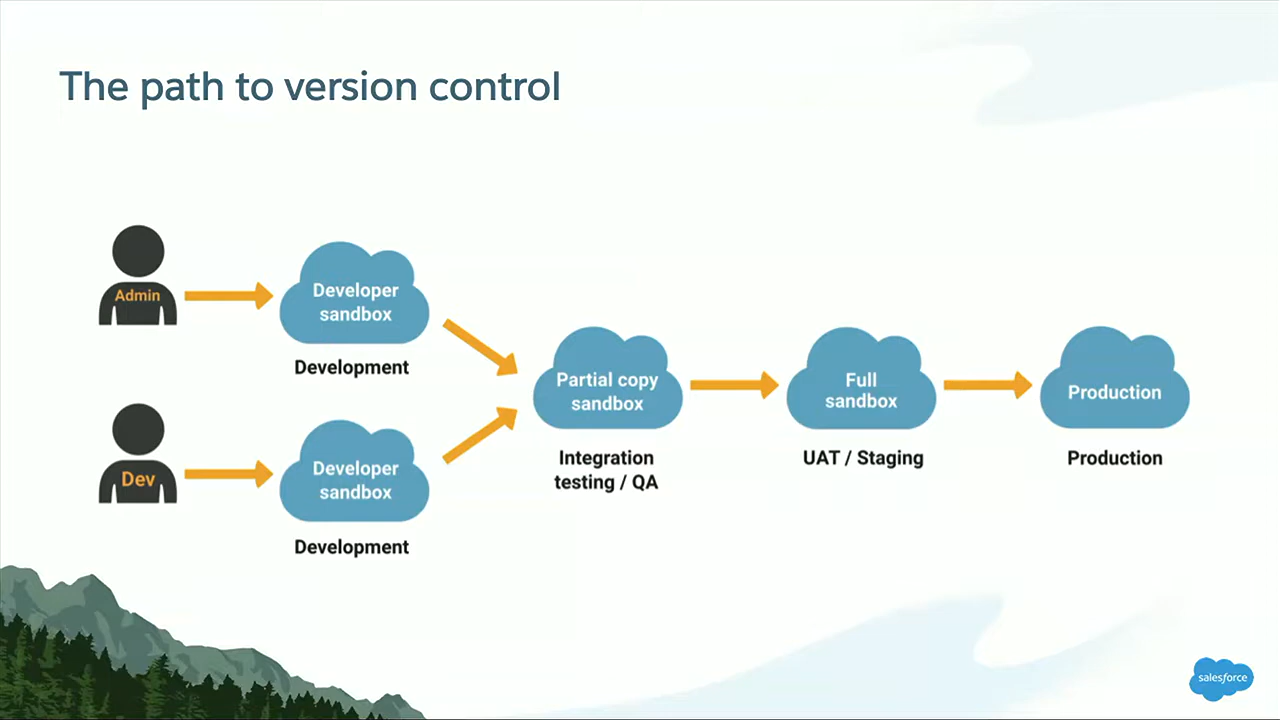 The path to version control
Admin
Developer
sandbox
Development
Dev
Developer
sandbox
Development
Partial copy
sandbox
Integration
testing / QA
Full
sandbox
UAT / Staging
Production
Production
salesforce